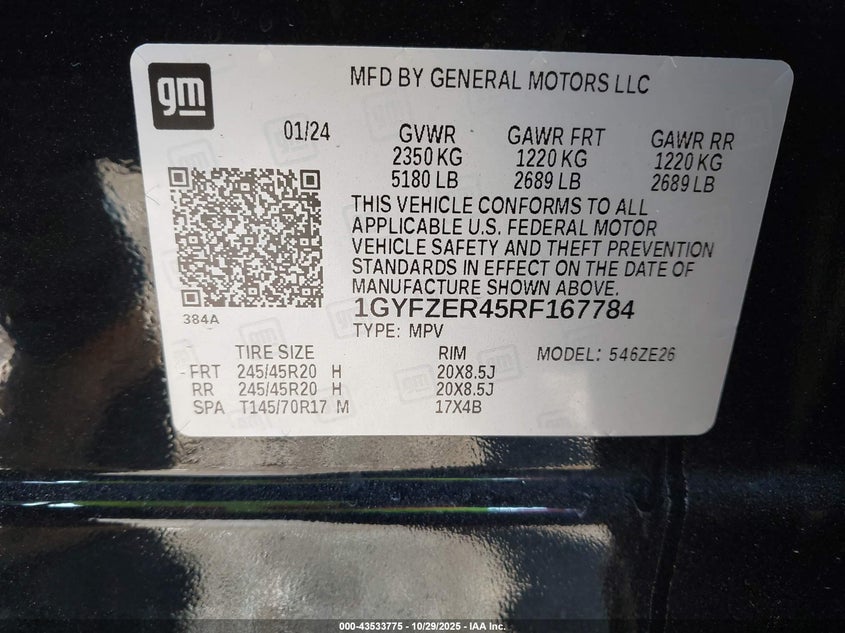 gm
MFD BY GENERAL MOTORS LLC
01/24 GVWR GAWR FRT GAWR RR
2350 KG 1220 KG 1220 KG
5180 LB 2689 LB 2689 LB
THIS VEHICLE CONFORMS TO ALL
APPLICABLE U.S. FEDERAL MOTOR
VEHICLE SAFETY AND THEFT PREVENTION
STANDARDS IN EFFECT ON THE DATE OF
MANUFACTURE SHOWN ABOVE.
384A
1GYFZER45RF167784
TYPE: MPV
TIRE SIZE RIM MODEL: 546ZE26
FRT 245/45R20 H 20X8.5J
RR 245/45R20 H 20X8.5J
SPA T145/70R17 M 17X4B
000-43533775 - 10/29/2025 - IAA Inc.